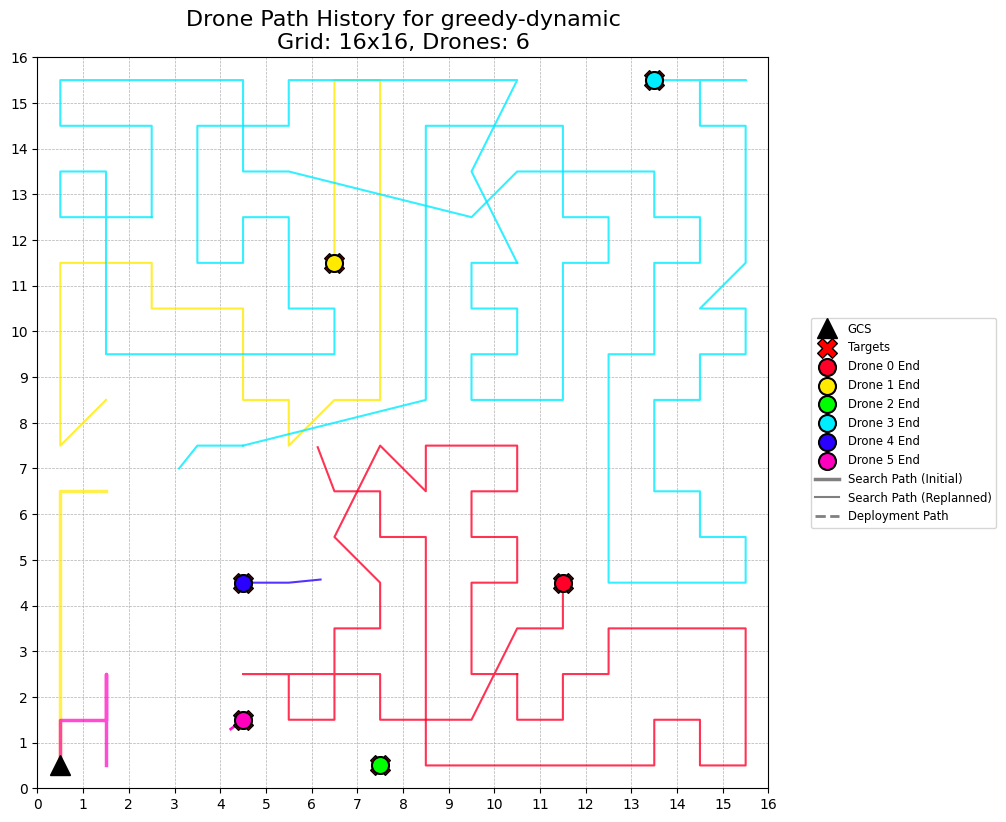 Drone Path History for greedy-dynamic
Grid: 16x16, Drones: 6
16
15
14
13
12
11
10
9
8
7
6
5
4
3
2
1
0
0 1 2 3 4 5 6 7 8 9 10 11 12 13 14 15 16
GCS
Targets
Drone 0 End
Drone 1 End
Drone 2 End
Drone 3 End
Drone 4 End
Drone 5 End
Search Path (Initial)
Search Path (Replanned)
Deployment Path